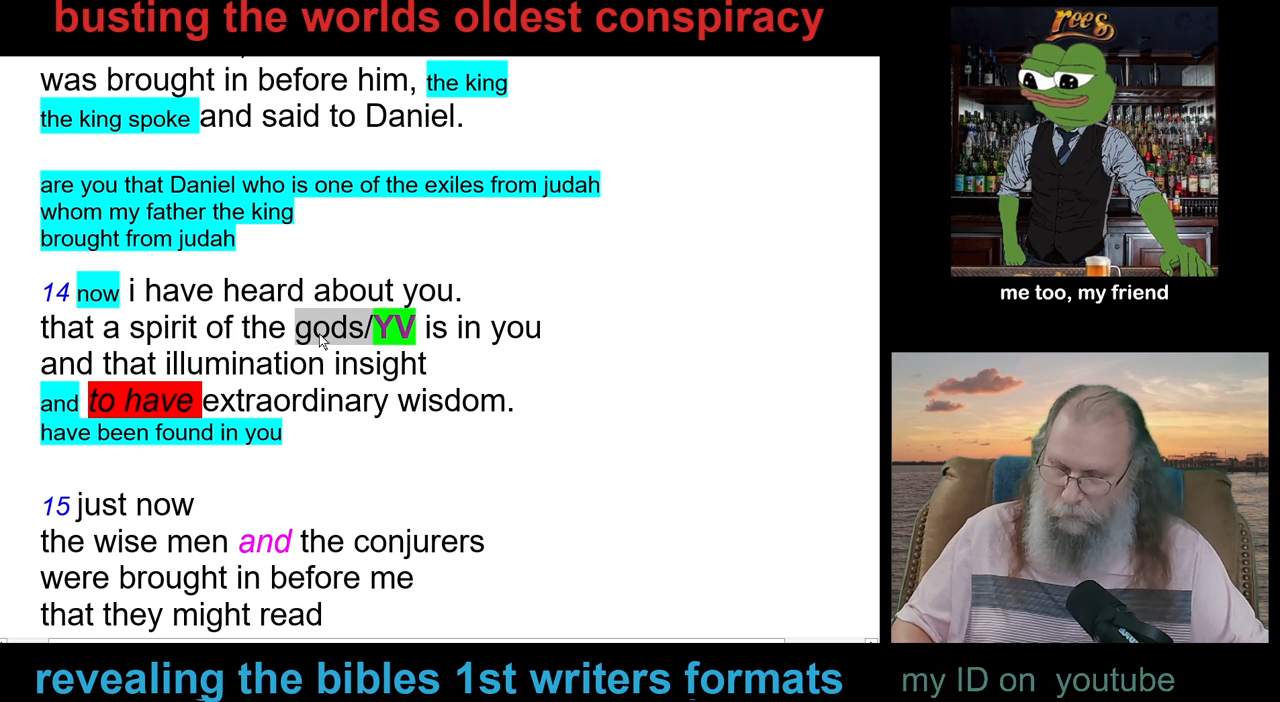 busting the worlds oldest conspiracy
was brought in before him, the king
the king spoke and said to Daniel.
are you that Daniel who is one of the exiles from judah
whom my father the king
brought from judah
14 now i have heard about you.
that a spirit of the gods/YV is in you
and that illumination insight
and to have extraordinary wisdom.
have been found in you
15 just now
the wise men and the conjurers
were brought in before me
that they might read
revealing the bibles 1st writers formats
rees
me too, my friend
my ID on youtube